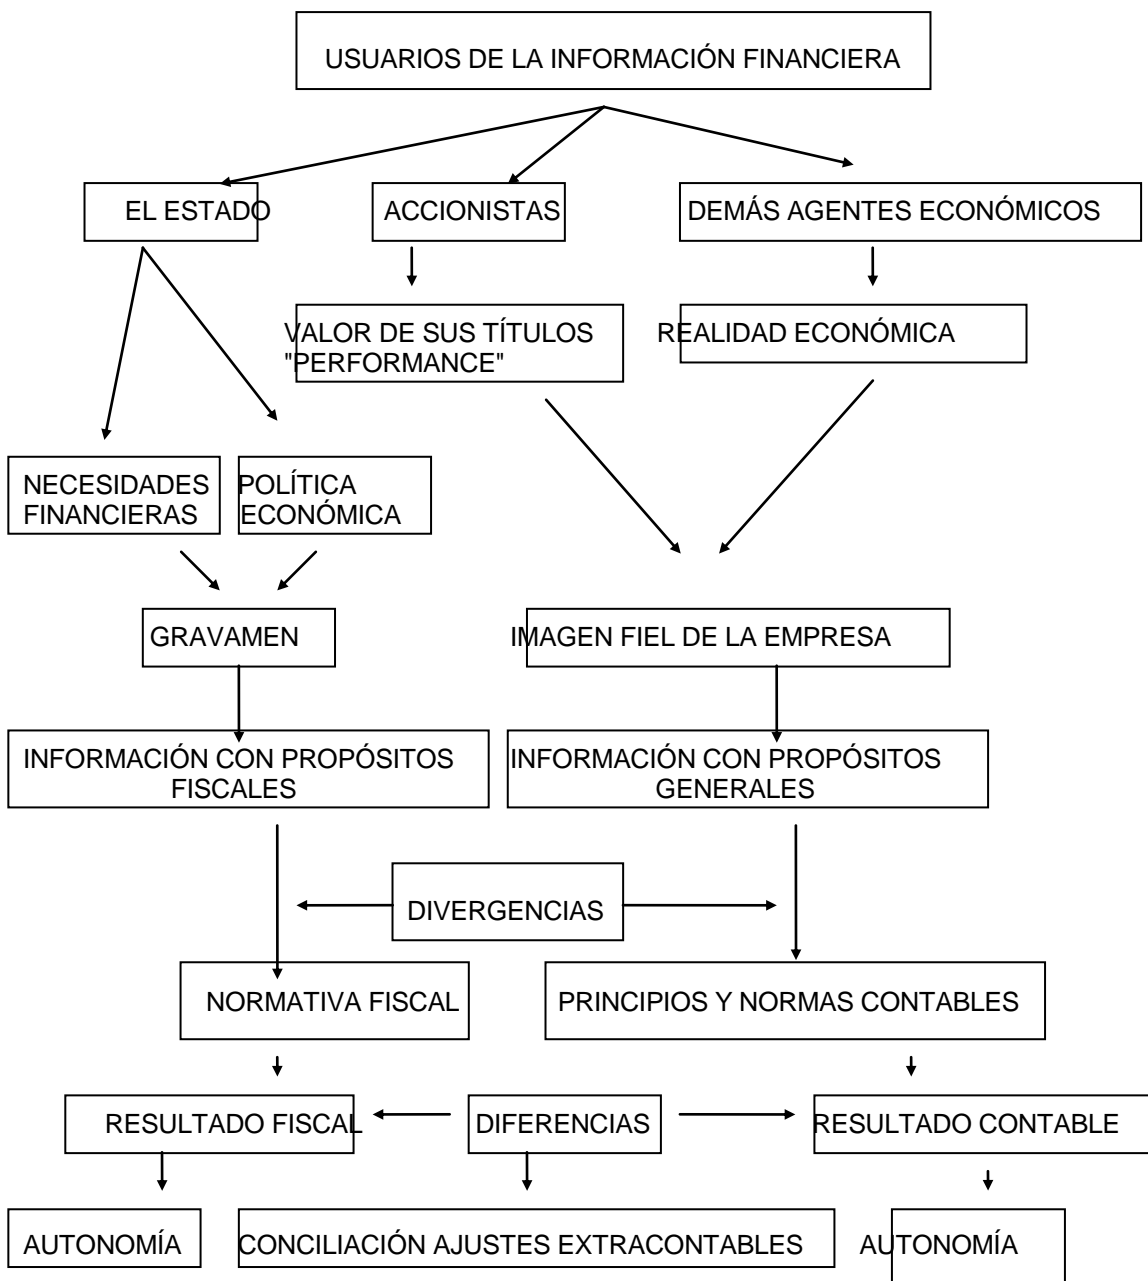 USUARIOS DE LA INFORMACIÓN FINANCIERA
EL ESTADO
ACCIONISTAS
DEMÁS AGENTES ECONÓMICOS
VALOR DE SUS TÍTULOS
"PERFORMANCE"
REALIDAD ECONÓMICA
NECESIDADES
FINANCIERAS
POLÍTICA
ECONÓMICA
GRAVAMEN
IMAGEN FIEL DE LA EMPRESA
INFORMACIÓN CON PROPÓSITOS
FISCALES
INFORMACIÓN CON PROPÓSITOS
GENERALES
DIVERGENCIAS
NORMATIVA FISCAL
PRINCIPIOS Y NORMAS CONTABLES
RESULTADO FISCAL
DIFERENCIAS
RESULTADO CONTABLE
AUTONOMÍA
CONCILIACIÓN AJUSTES EXTRACONTABLES
AUTONOMÍA